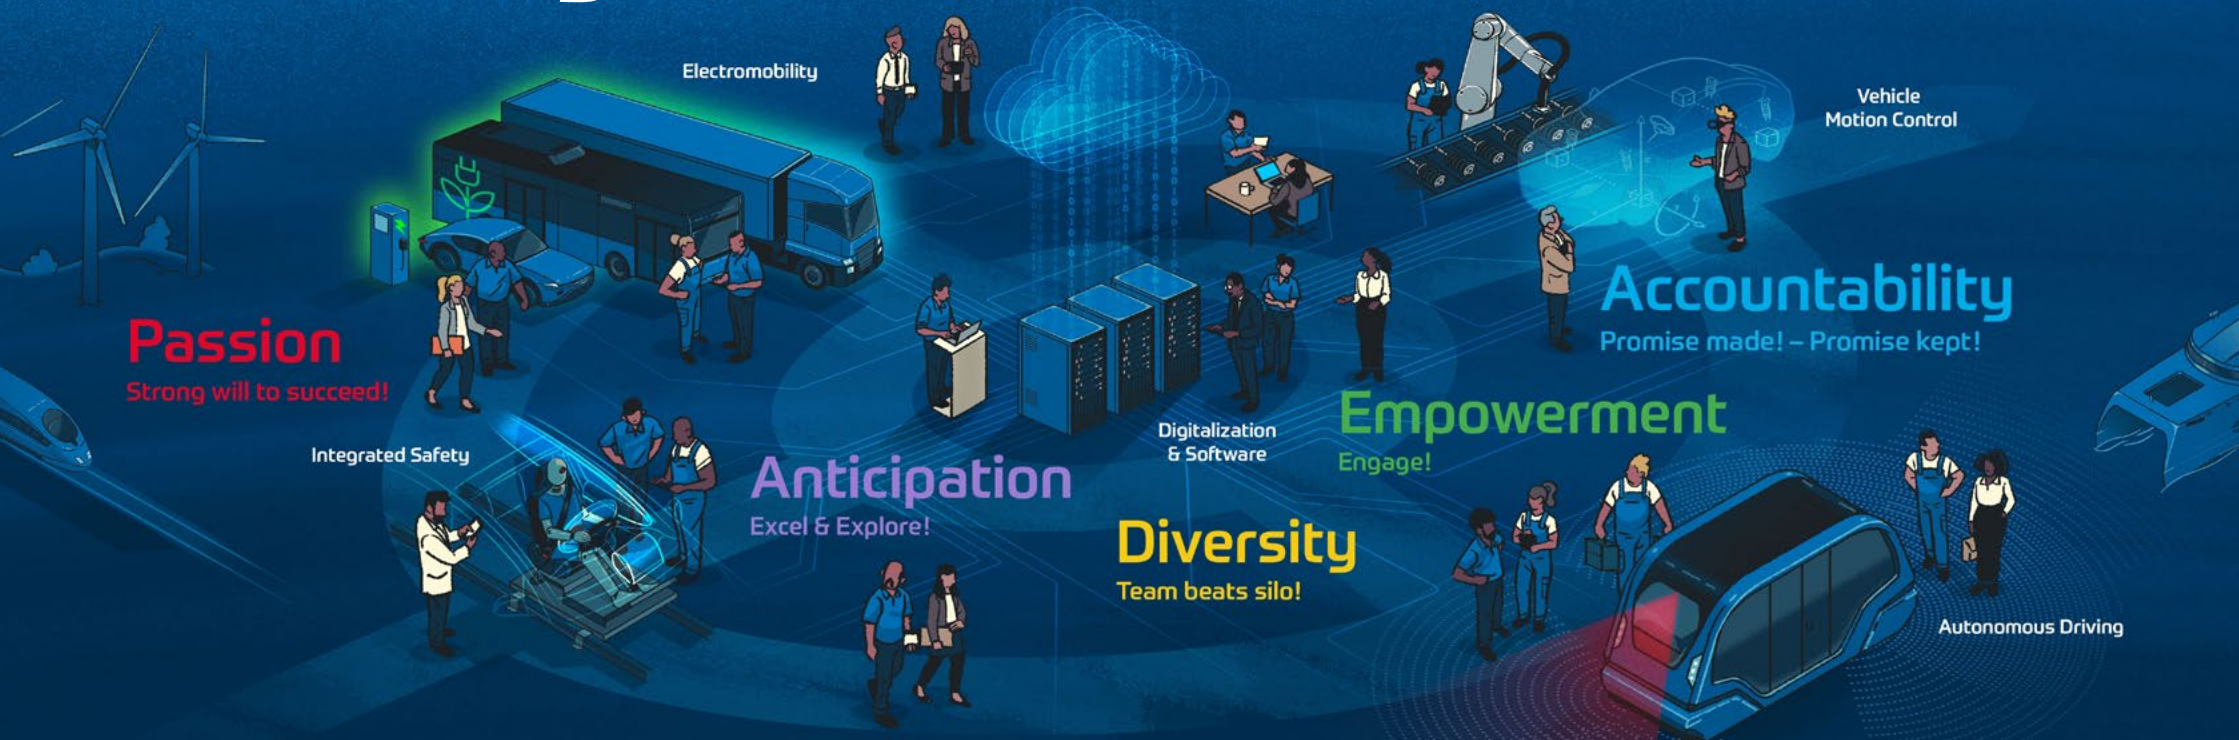 Electromobility
Vehicle
Motion Control
Accountability
Promise made! – Promise kept!
Passion
Strong will to succeed!
Integrated Safety
Anticipation
Excel & Explore!
Digitalization
& Software
Empowerment
Engage!
Diversity
Team beats silo!
Autonomous Driving